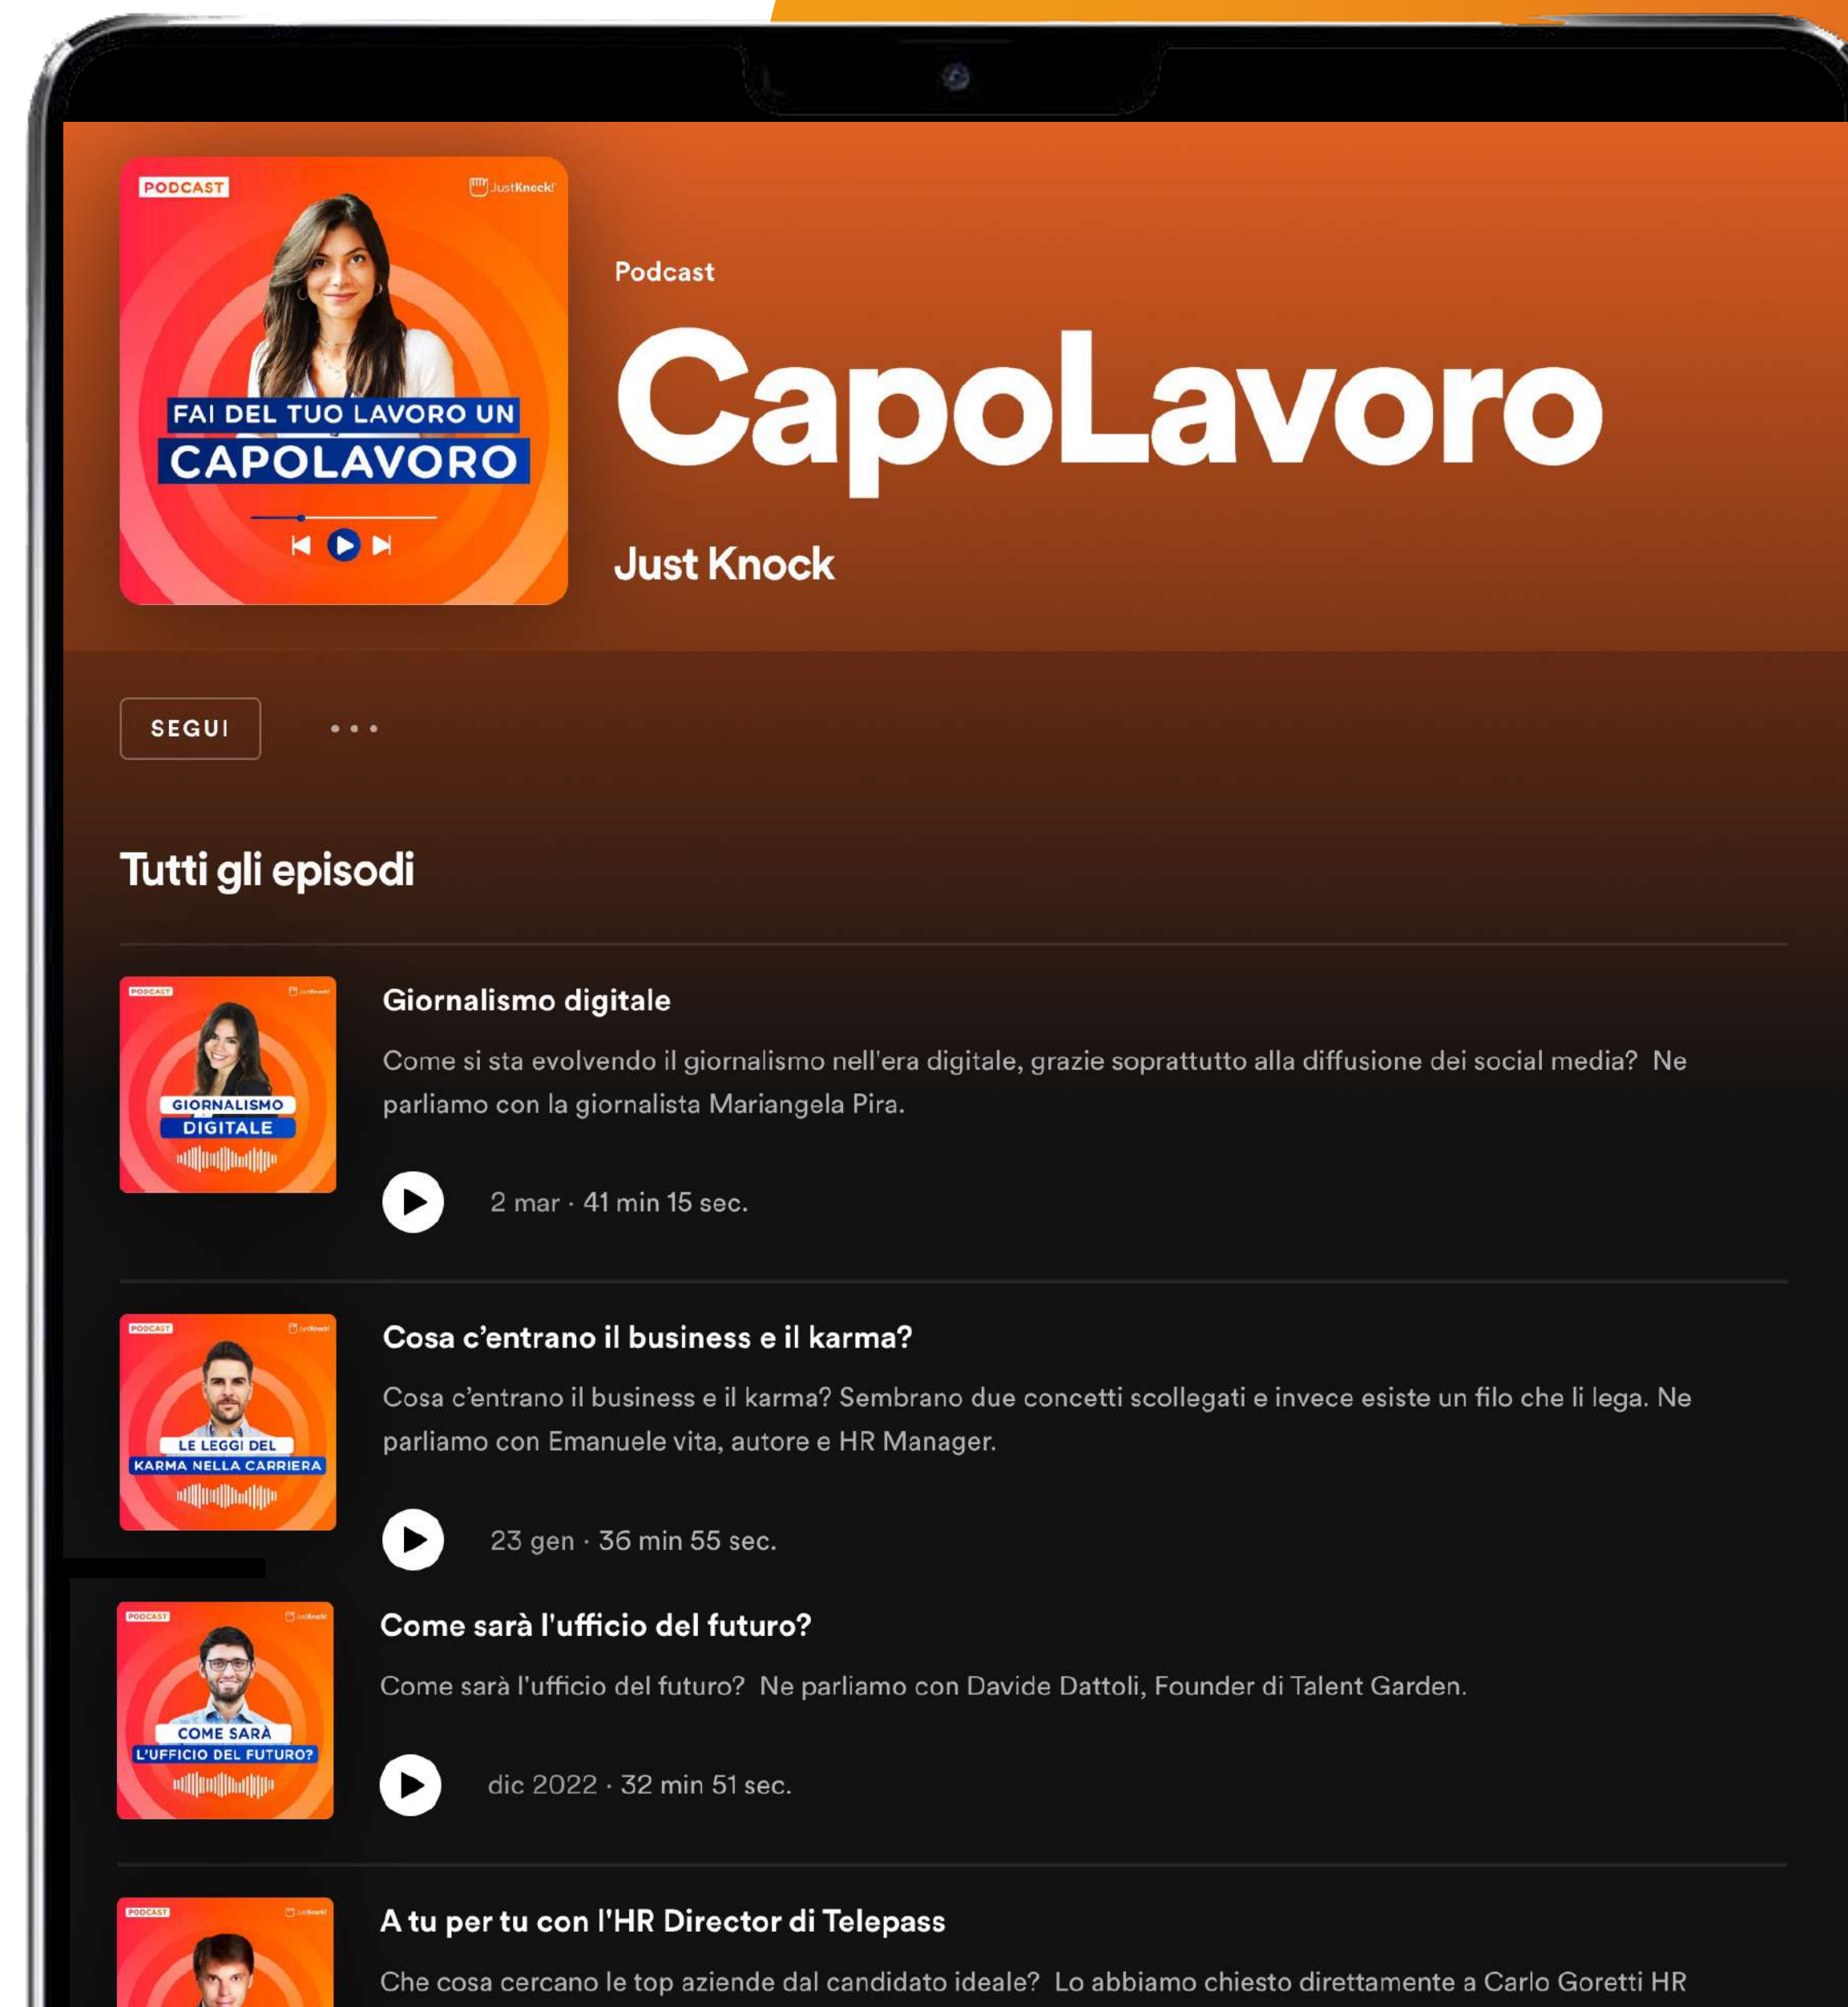 PODCAST
JustKnock!
FAI DEL TUO LAVORO UN
CAPOLAVORO
Podcast
CapoLavoro
Just Knock
SEGUI
Tutti gli episodi
PODCAST
JustKnock!
GIORNALISMO
DIGITALE
Giornalismo digitale
Come si sta evolvendo il giornalismo nell'era digitale, grazie soprattutto alla diffusione dei social media? Ne
parliamo con la giornalista Mariangela Pira.
2 mar · 41 min 15 sec.
PODCAST
JustKnock!
LE LEGGI DEL
KARMA NELLA CARRIERA
Cosa c’entrano il business e il karma?
Cosa c’entrano il business e il karma? Sembrano due concetti scollegati e invece esiste un filo che li lega. Ne
parliamo con Emanuele vita, autore e HR Manager.
23 gen · 36 min 55 sec.
PODCAST
JustKnock!
COME SARÀ
L'UFFICIO DEL FUTURO?
Come sarà l'ufficio del futuro?
Come sarà l'ufficio del futuro? Ne parliamo con Davide Dattoli, Founder di Talent Garden.
dic 2022 · 32 min 51 sec.
PODCAST
JustKnock!
A tu per tu con l'HR Director di Telepass
Che cosa cercano le top aziende dal candidato ideale? Lo abbiamo chiesto direttamente a Carlo Goretti HR